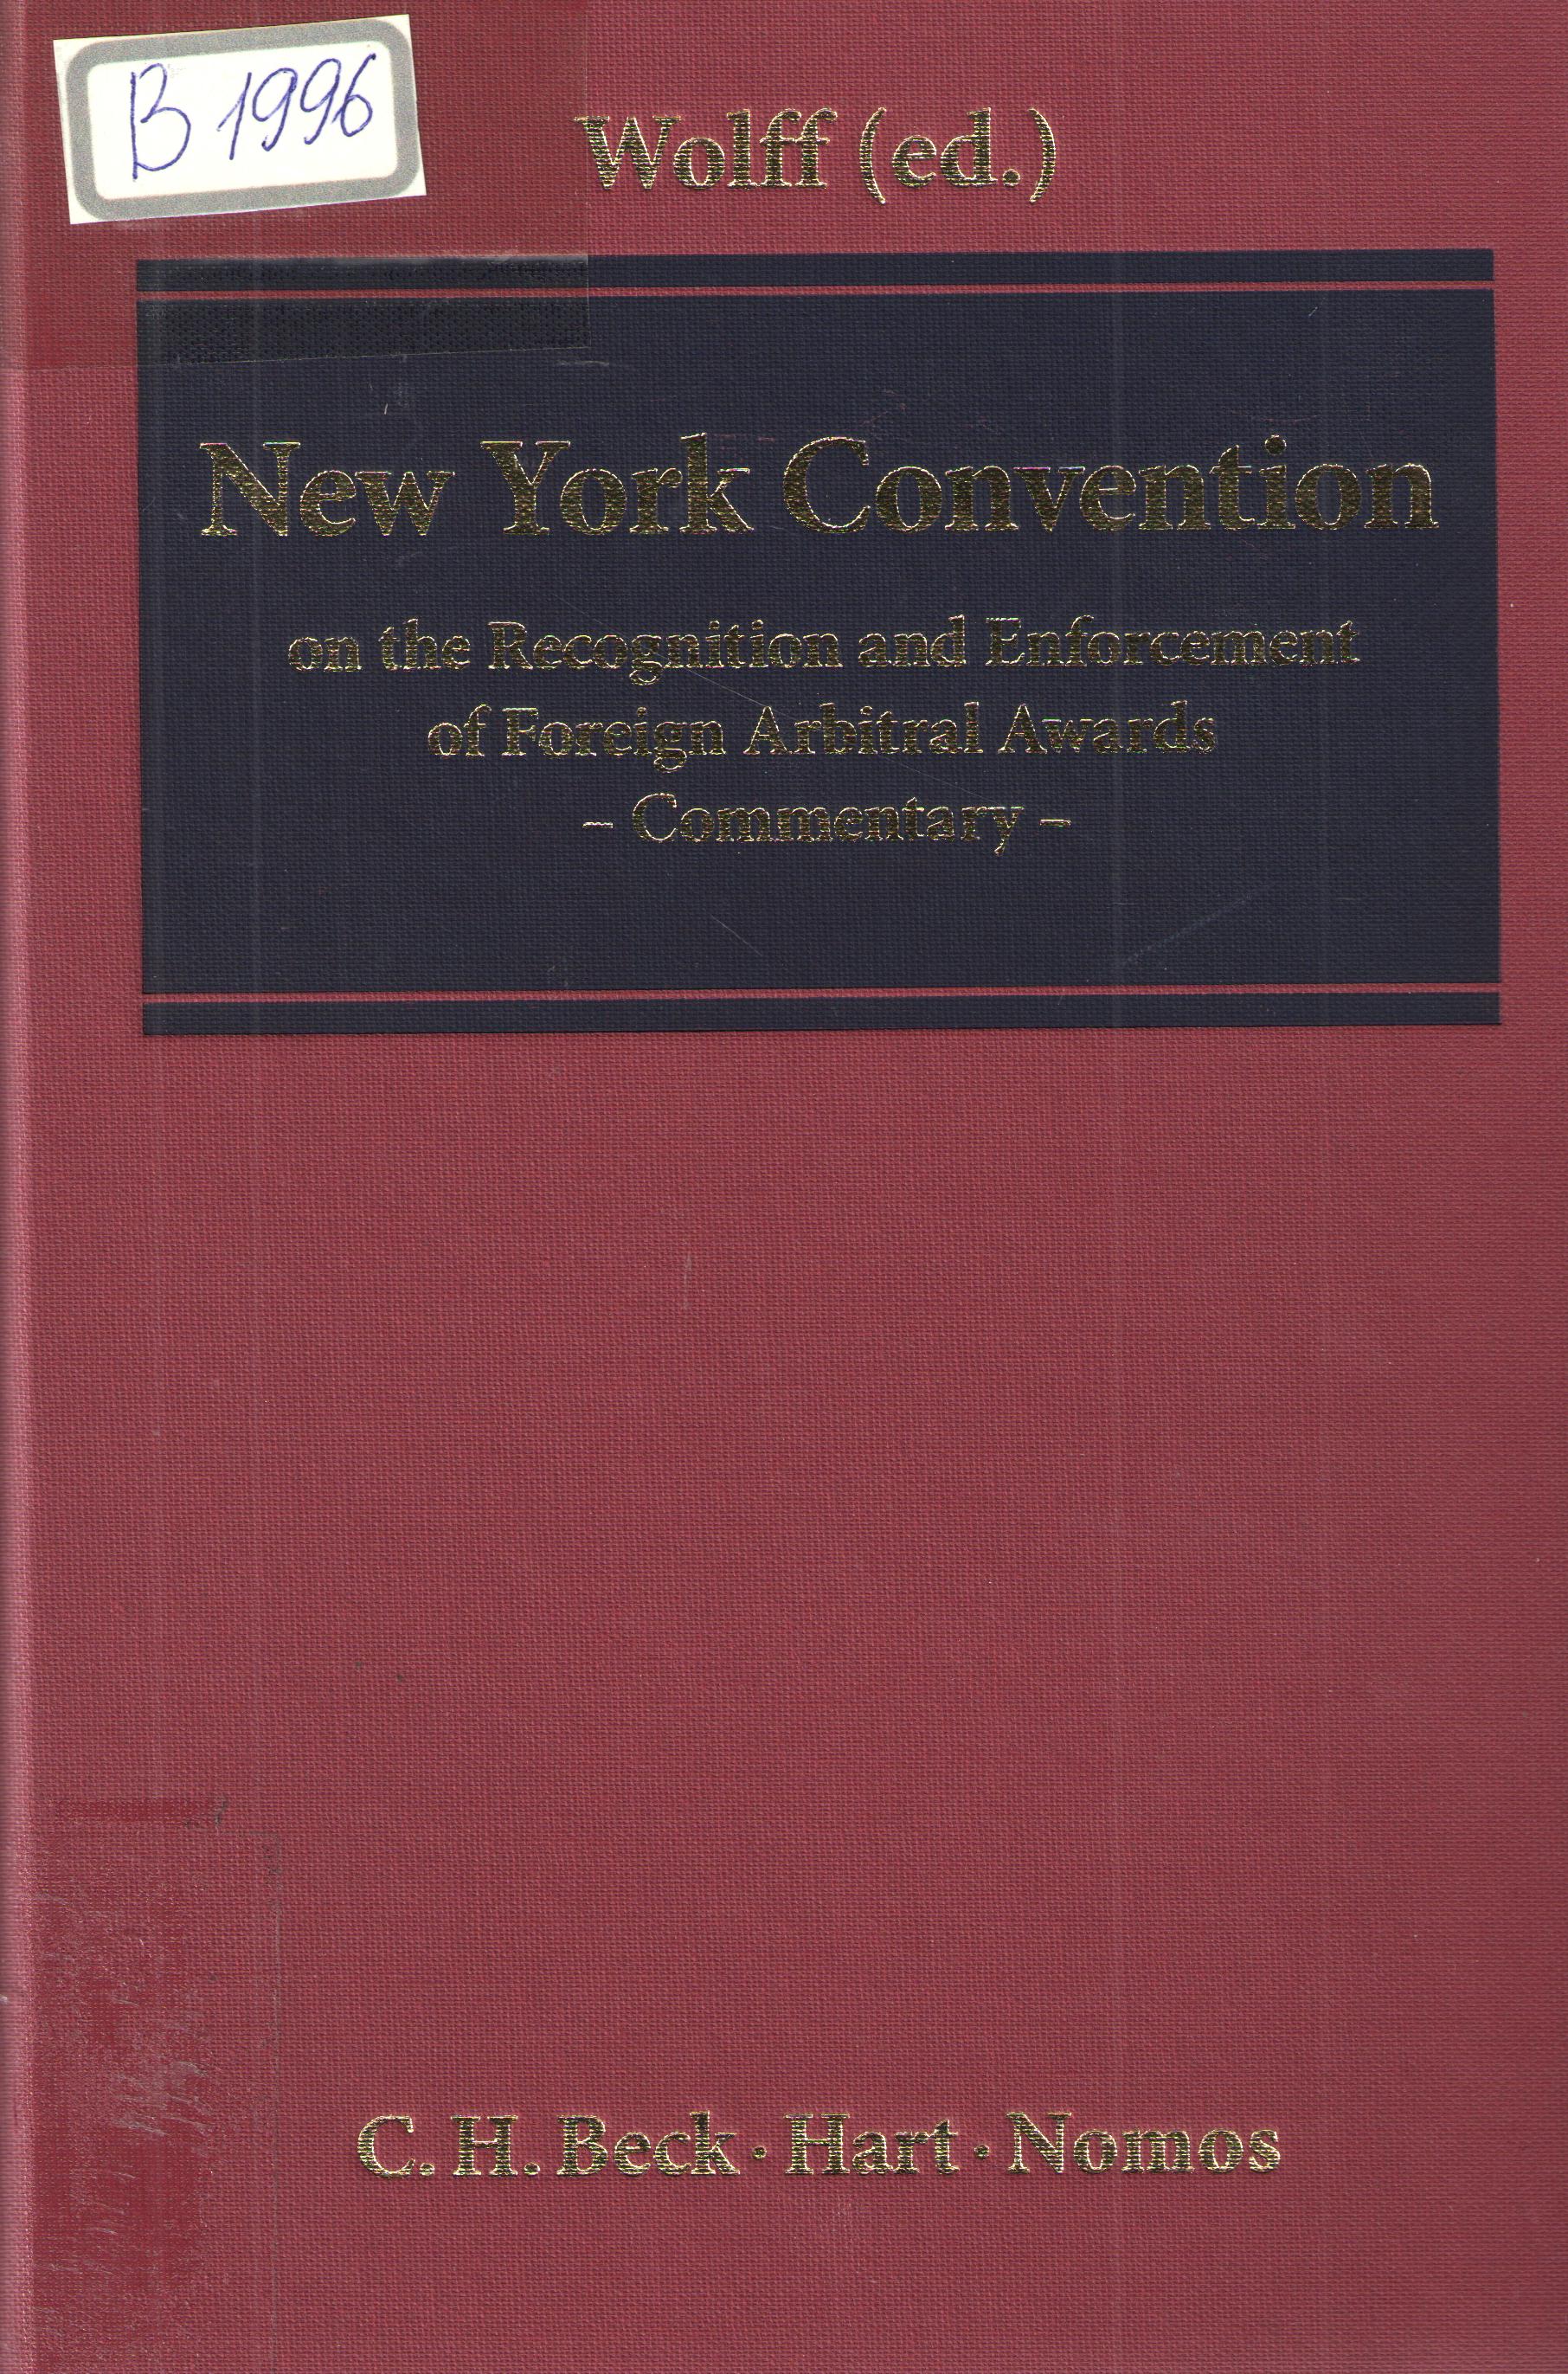 B 1996
Wolff (ed.)
New York Convention
on the Recognition and Enforcement
of Foreign Arbitral Awards
– Commentary –
C. H. Beck · Hart · Nomos